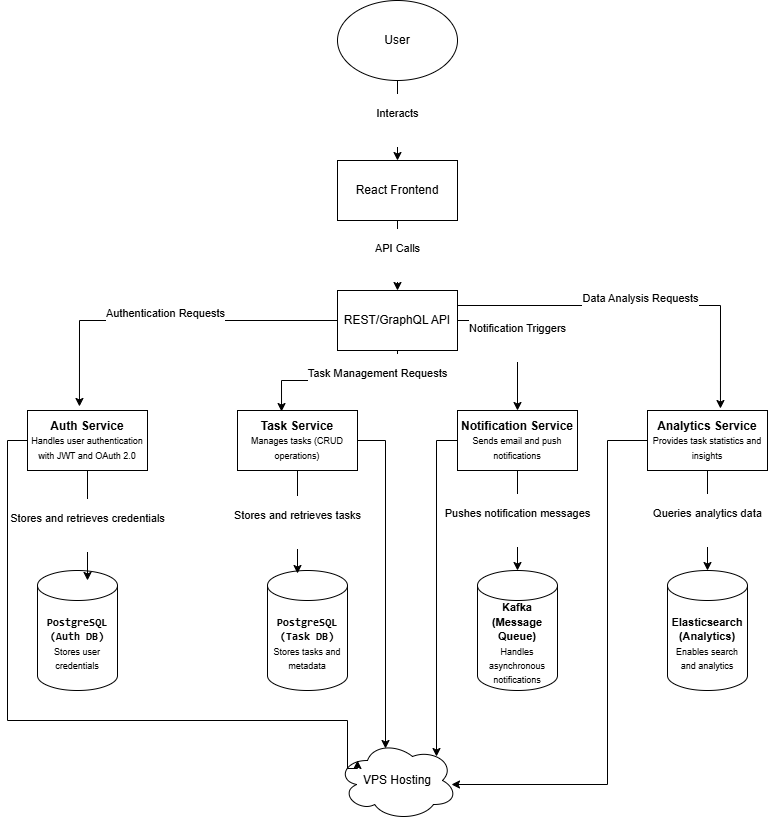 User
Interacts
React Frontend
API Calls
REST/GraphQL API
Data Analysis Requests
Authentication Requests
Notification Triggers
Task Management Requests
Auth Service
Handles user authentication
with JWT and OAuth 2.0
Task Service
Manages tasks (CRUD
operations)
Notification Service
Sends email and push
notifications
Analytics Service
Provides task statistics and
insights
Stores and retrieves credentials
Stores and retrieves tasks
Pushes notification messages
Queries analytics data
PostgreSQL
(Auth DB)
Stores user
credentials
PostgreSQL
(Task DB)
Stores tasks and
metadata
Kafka
(Message
Queue)
Handles
asynchronous
notifications
Elasticsearch
(Analytics)
Enables search
and analytics
VPS Hosting